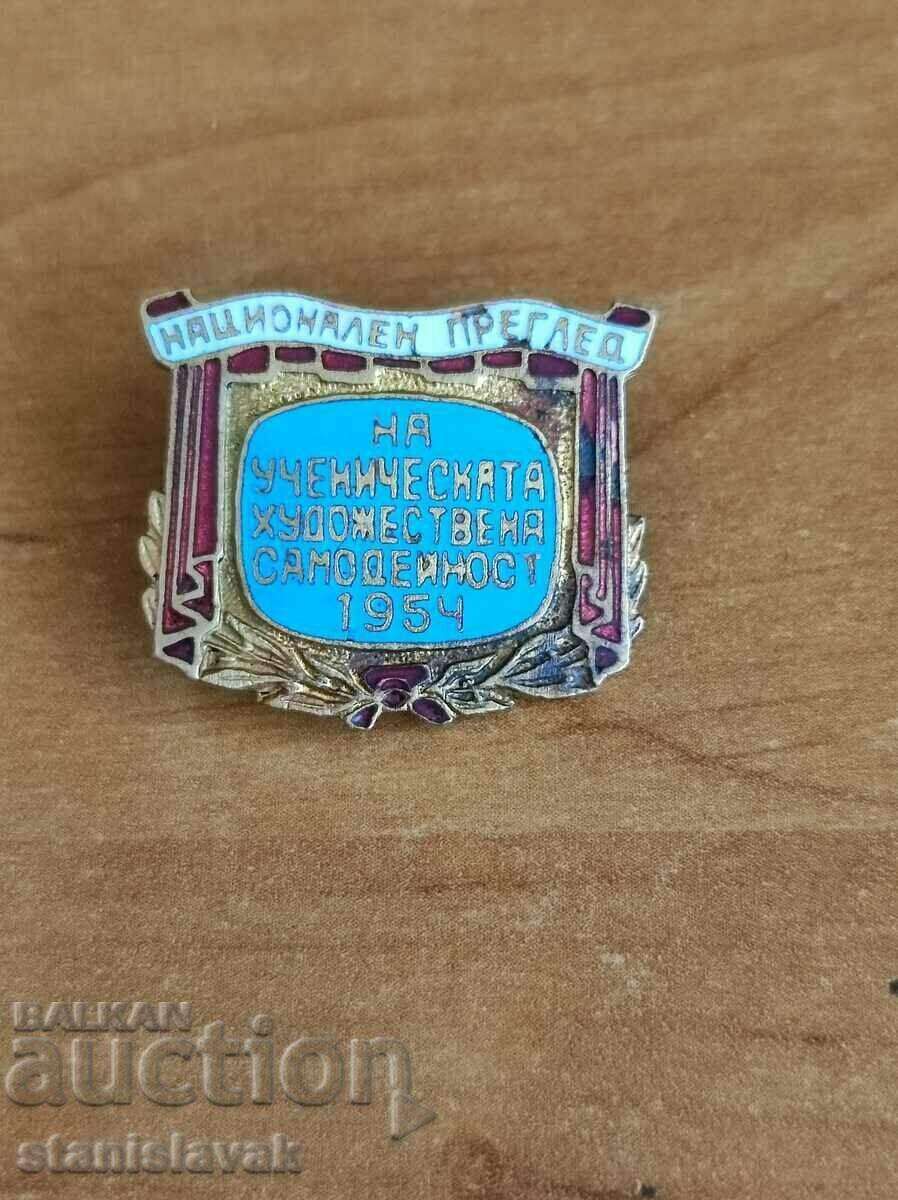 НАЦИОНАЛЕН ПРЕГЛЕД
НА
УЧЕНИЧЕСКАТА
ХУДОЖЕСТВЕНА
САМОДЕЙНОСТ
1954
BALKAN
auction
stanislavak